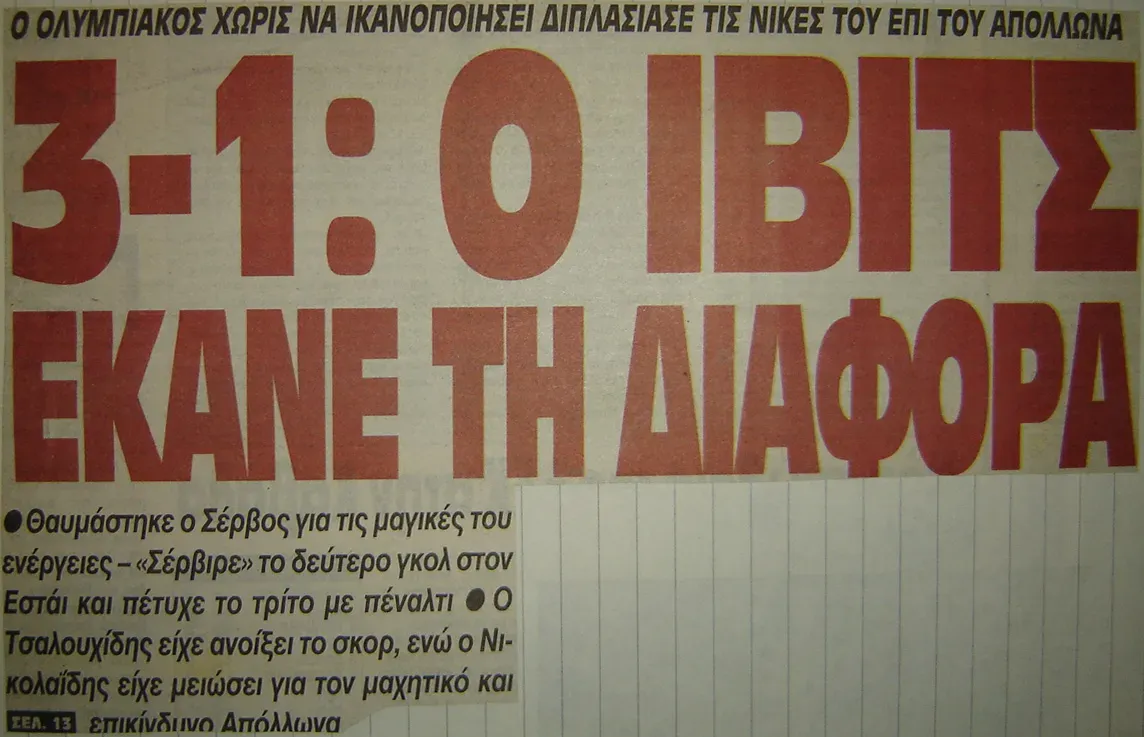 Ο ΟΛΥΜΠΙΑΚΟΣ ΧΩΡΙΣ ΝΑ ΙΚΑΝΟΠΟΙΗΣΕΙ ΔΙΠΛΑΣΙΑΣΕ ΤΙΣ ΝΙΚΕΣ ΤΟΥ ΕΠΙ ΤΟΥ ΑΠΟΛΛΩΝΑ
3-1: Ο ΙΒΙΤΣ
ΕΚΑΝΕ ΤΗ ΔΙΑΦΟΡΑ
● Θαυμάστηκε ο Σέρβος για τις μαγικές του
ενέργειες – «Σέρβιρε» το δεύτερο γκολ στον
Εστάι και πέτυχε το τρίτο με πέναλτι ● Ο
Τσαλουχίδης είχε ανοίξει το σκορ, ενώ ο Νι-
κολαΐδης είχε μειώσει για τον μαχητικό και
ΣΕΛ. 13 επικίνδυνο Απόλλωνα